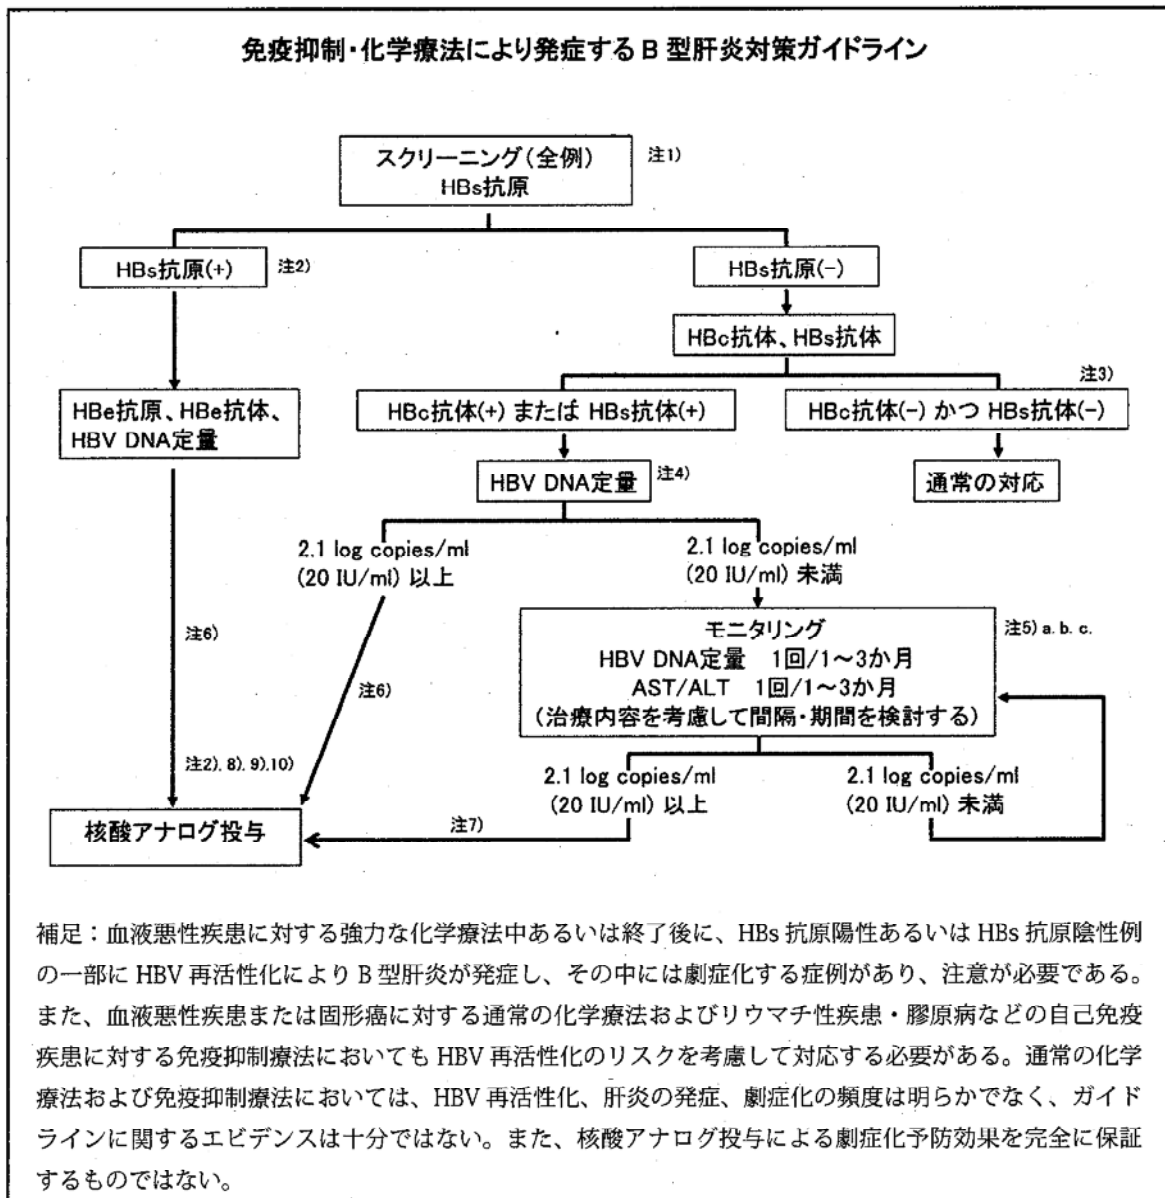 免疫抑制・化学療法により発症するB型肝炎対策ガイドライン
スクリーニング(全例)
HBs抗原
注1)
HBs抗原(+)
注2)
HBs抗原(-)
HBc抗体、HBs抗体
注3)
HBe抗原、HBe抗体、
HBV DNA定量
HBc抗体(+) または HBs抗体(+)
HBc抗体(-) かつ HBs抗体(-)
HBV DNA定量
注4)
通常の対応
2.1 log copies/ml
(20 IU/ml) 以上
2.1 log copies/ml
(20 IU/ml) 未満
注6)
注6)
モニタリング
HBV DNA定量 1回/1～3か月
AST/ALT 1回/1～3か月
(治療内容を考慮して間隔・期間を検討する)
注5) a. b. c.
注2). 8). 9).10)
2.1 log copies/ml
(20 IU/ml) 以上
2.1 log copies/ml
(20 IU/ml) 未満
核酸アナログ投与
注7)
補足：血液悪性疾患に対する強力な化学療法中あるいは終了後に、HBs 抗原陽性あるいは HBs 抗原陰性例
の一部に HBV 再活性化により B 型肝炎が発症し、その中には劇症化する症例があり、注意が必要である。
また、血液悪性疾患または固形癌に対する通常の化学療法およびリウマチ性疾患・膠原病などの自己免疫
疾患に対する免疫抑制療法においても HBV 再活性化のリスクを考慮して対応する必要がある。通常の化学
療法および免疫抑制療法においては、HBV 再活性化、肝炎の発症、劇症化の頻度は明らかでなく、ガイド
ラインに関するエビデンスは十分ではない。また、核酸アナログ投与による劇症化予防効果を完全に保証
するものではない。